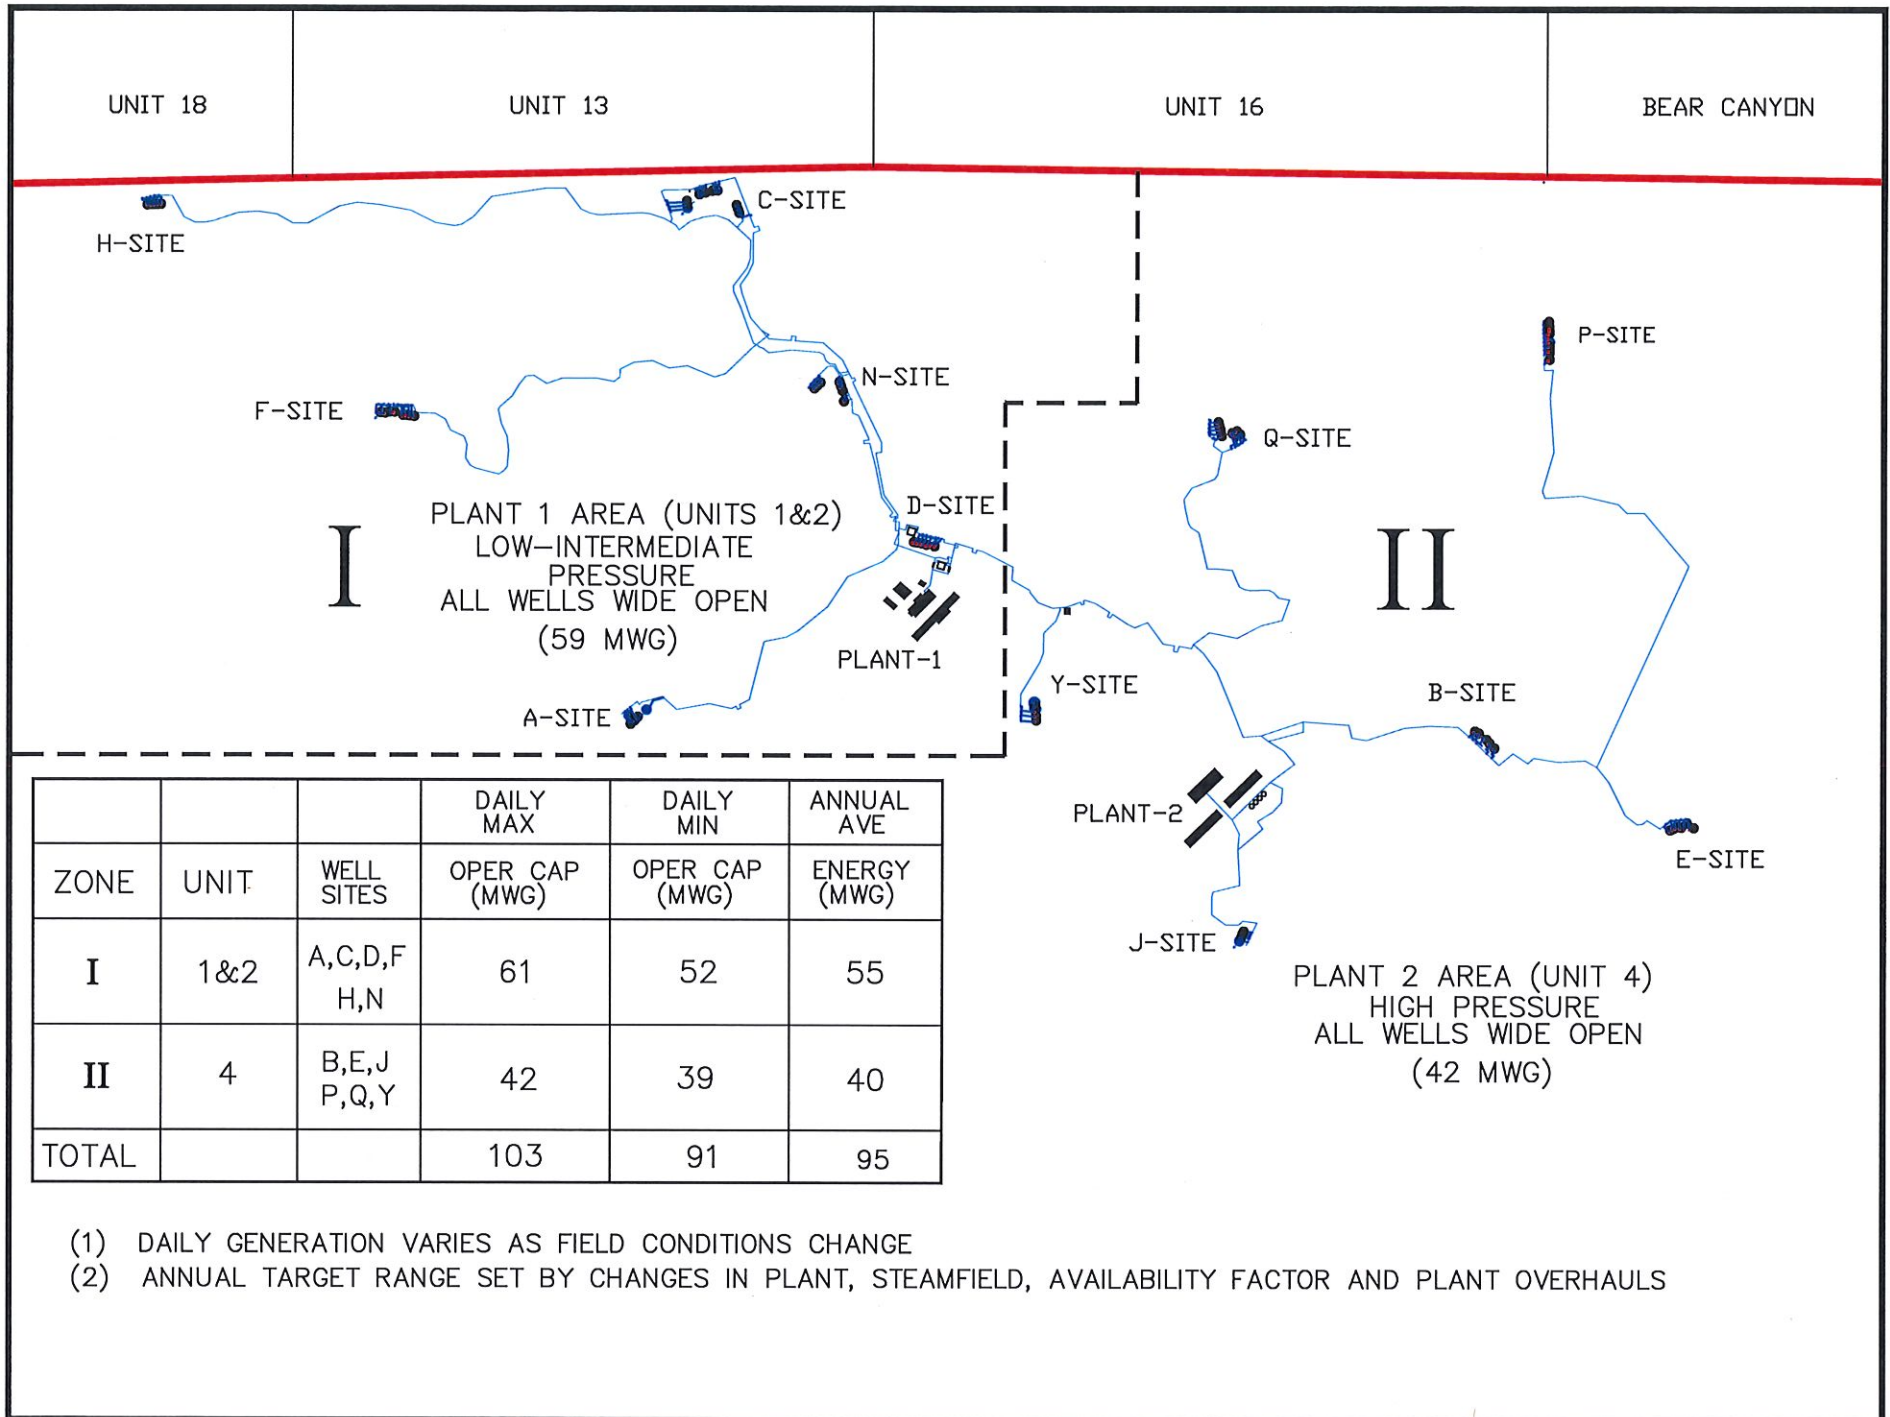 UNIT 18
UNIT 13
UNIT 16
BEAR CANYON
C-SITE
H-SITE
P-SITE
N-SITE
F-SITE
Q-SITE
D-SITE
I
PLANT 1 AREA (UNITS 1&2)
LOW-INTERMEDIATE
PRESSURE
ALL WELLS WIDE OPEN
(59 MWG)
II
PLANT-1
Y-SITE
B-SITE
A-SITE
PLANT-2
E-SITE
J-SITE
PLANT 2 AREA (UNIT 4)
HIGH PRESSURE
ALL WELLS WIDE OPEN
(42 MWG)
DAILY MAX DAILY MIN ANNUAL AVE
ZONE UNIT WELL SITES OPER CAP (MWG) OPER CAP (MWG) ENERGY (MWG)
I 1&2 A,C,D,F H,N 61 52 55
II 4 B,E,J P,Q,Y 42 39 40
TOTAL 103 91 95
(1) DAILY GENERATION VARIES AS FIELD CONDITIONS CHANGE
(2) ANNUAL TARGET RANGE SET BY CHANGES IN PLANT, STEAMFIELD, AVAILABILITY FACTOR AND PLANT OVERHAULS